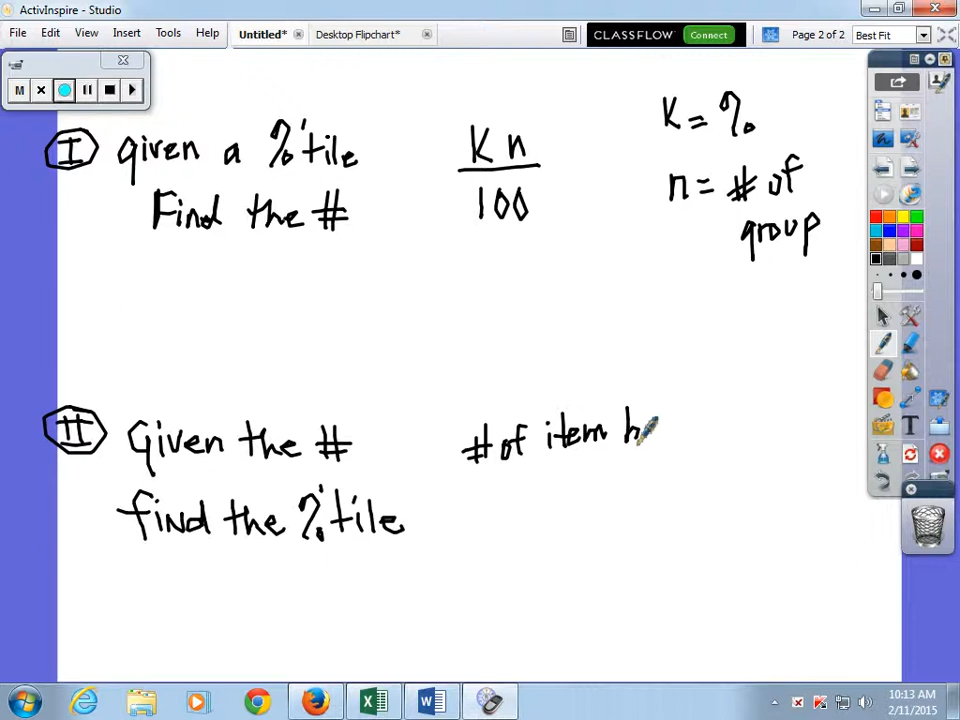 ActivInspire - Studio
File Edit View Insert Tools Help
Untitled* Desktop Flipchart*
CLASSFLOW Connect
Page 2 of 2 Best Fit
M
I given a %'tile
Find the #
K n
100
K = %
n = # of
group
II Given the #
find the %'tile
# of item b
T
10:13 AM
2/11/2015